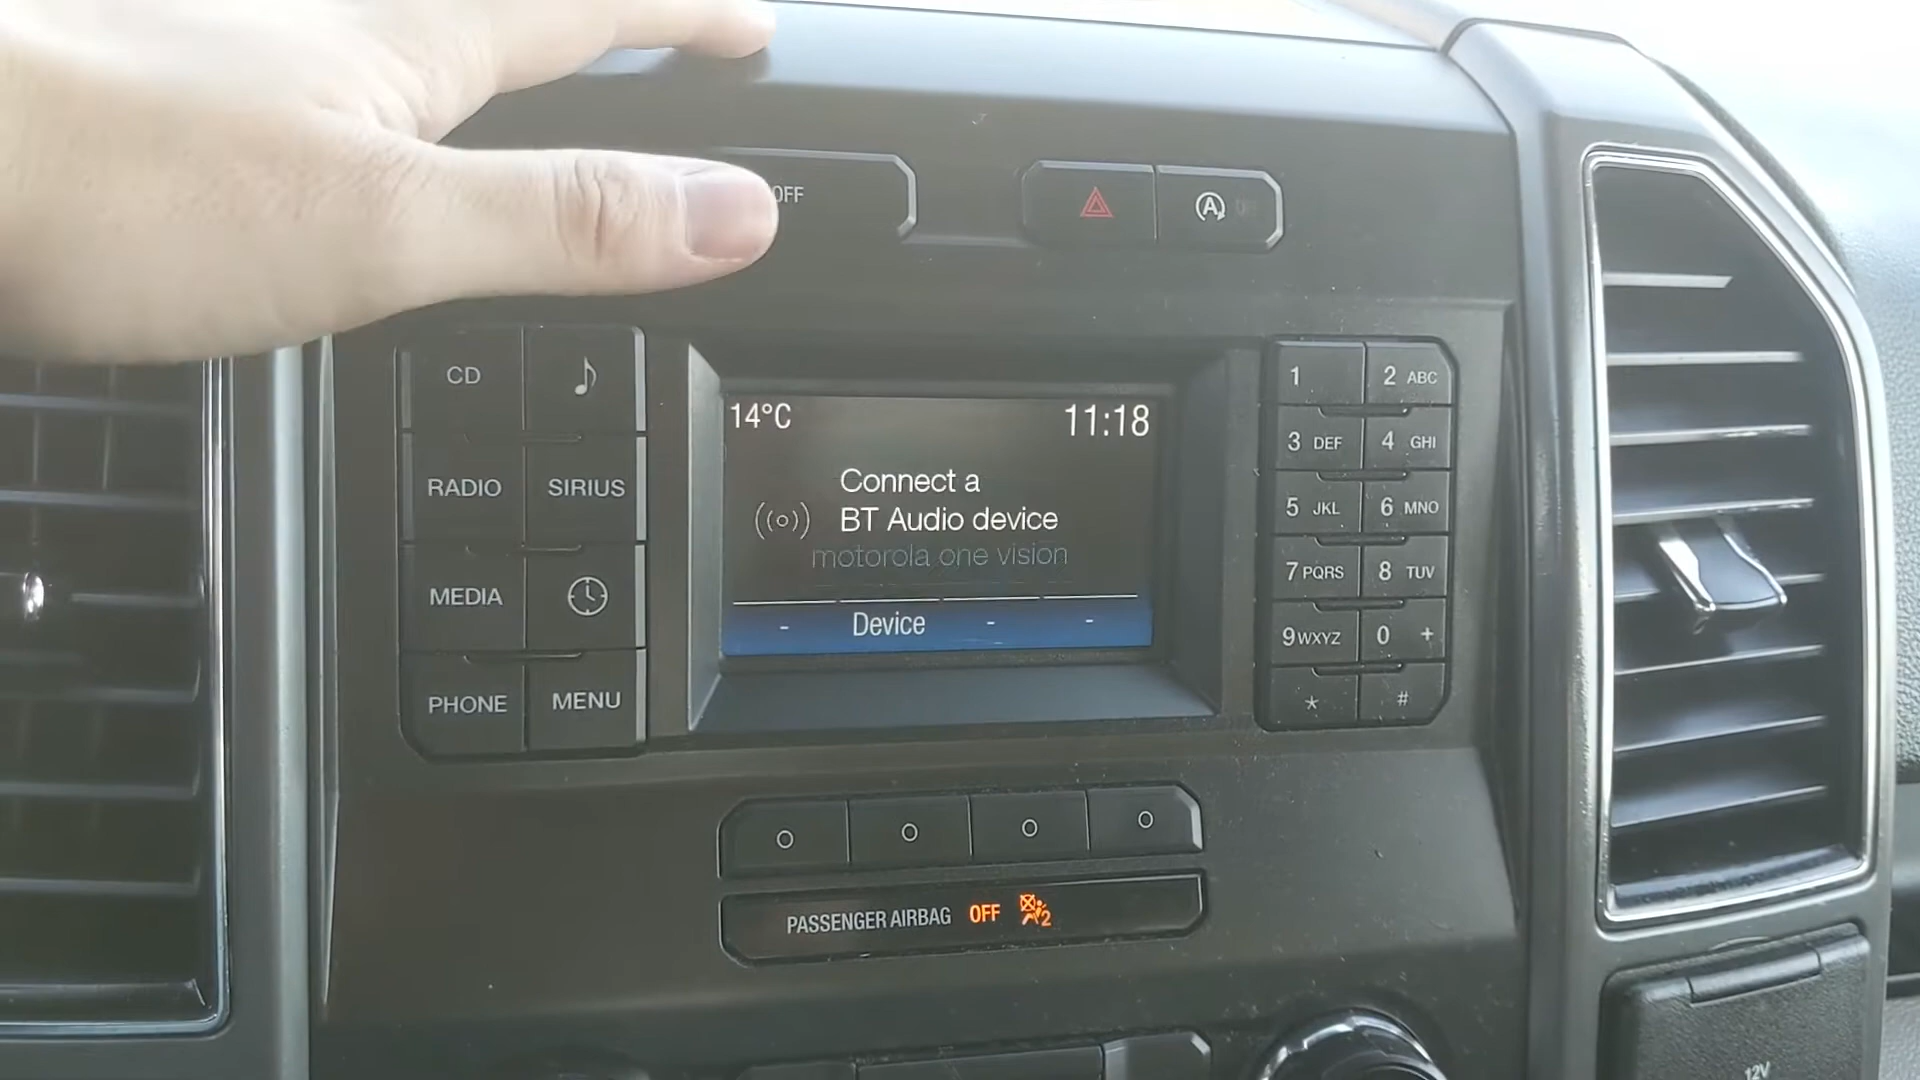 OFF
CD
RADIO SIRIUS
MEDIA
PHONE MENU
14°C 11:18
Connect a
BT Audio device
motorola one vision
- Device - -
1 2 ABC
3 DEF 4 GHI
5 JKL 6 MNO
7 PQRS 8 TUV
9 WXYZ 0 +
* #
A OFF
PASSENGER AIRBAG OFF 2
12V